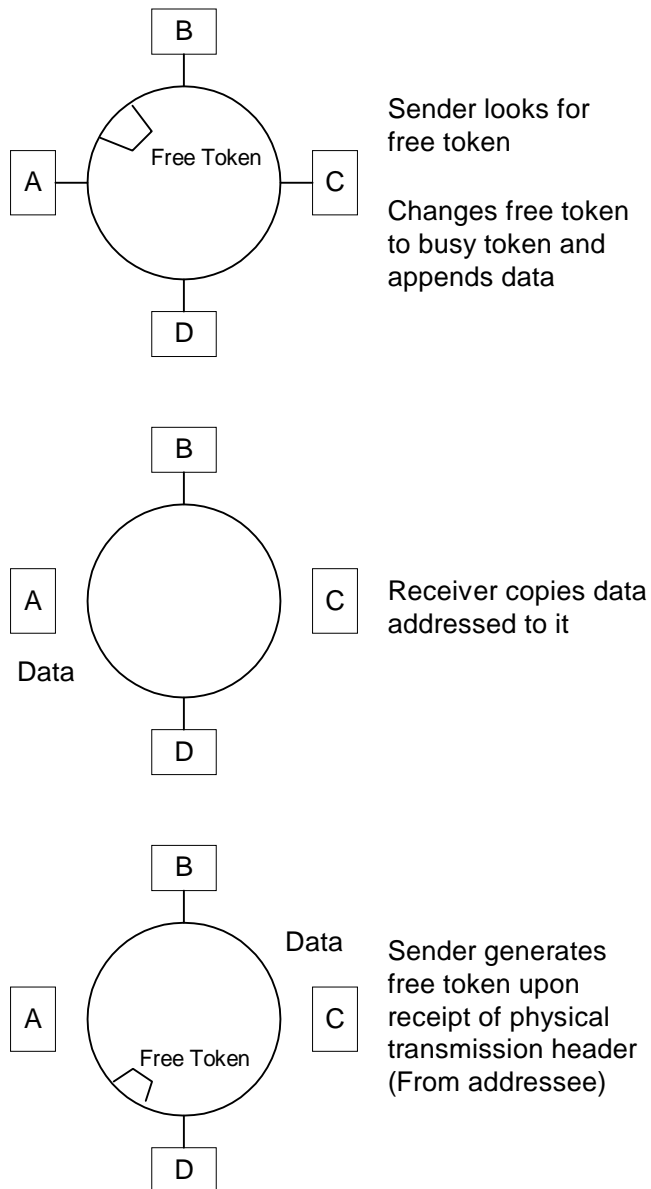 B
Sender looks for
free token
Free Token
A
C
Changes free token
to busy token and
appends data
D
B
A
C
Receiver copies data
addressed to it
Data
D
B
Data
Sender generates
free token upon
receipt of physical
transmission header
(From addressee)
A
C
Free Token
D